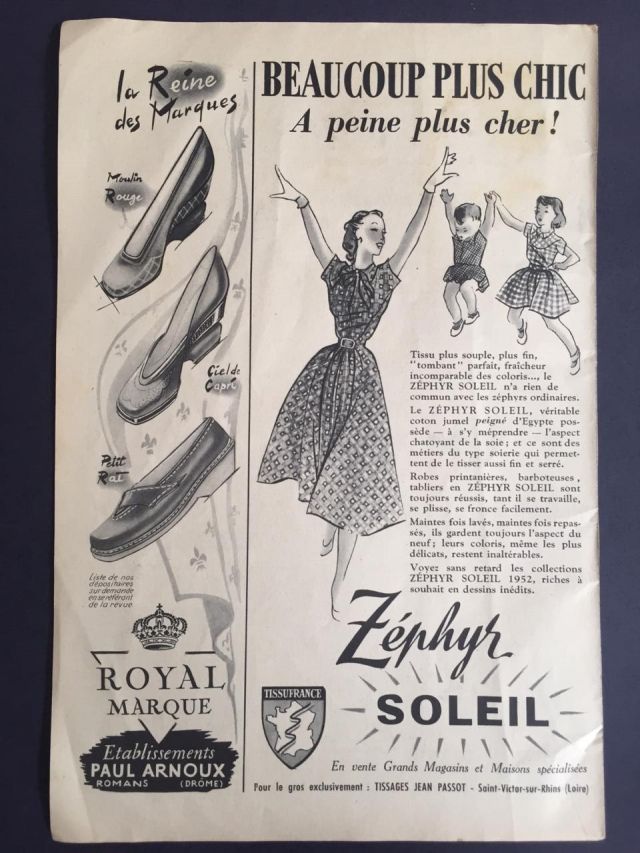 la Reine
des Marques
Moulin
Rouge
Ciel de
Capri
Petit
Rat
Liste de nos
dépositaires
sur demande
en se référant
de la revue
ROYAL
MARQUE
Etablissements
PAUL ARNOUX
ROMANS (DRÔME)
BEAUCOUP PLUS CHIC
A peine plus cher !
Tissu plus souple, plus fin,
"tombant" parfait, fraîcheur
incomparable des coloris..., le
ZÉPHYR SOLEIL n'a rien de
commun avec les zéphyrs ordinaires.
Le ZÉPHYR SOLEIL, véritable
coton jumel peigné d'Egypte pos-
sède — à s'y méprendre — l'aspect
chatoyant de la soie ; et ce sont des
métiers du type soierie qui permet-
tent de le tisser aussi fin et serré.
Robes printanières, barboteuses,
tabliers en ZÉPHYR SOLEIL sont
toujours réussis, tant il se travaille,
se plisse, se fronce facilement.
Maintes fois lavés, maintes fois repas-
sés, ils gardent toujours l'aspect du
neuf ; leurs coloris, même les plus
délicats, restent inaltérables.
Voyez sans retard les collections
ZÉPHYR SOLEIL 1952, riches à
souhait en dessins inédits.
Zéphyr
SOLEIL
TISSUFRANCE
En vente Grands Magasins et Maisons spécialisées
Pour le gros exclusivement : TISSAGES JEAN PASSOT - Saint-Victor-sur-Rhins (Loire)